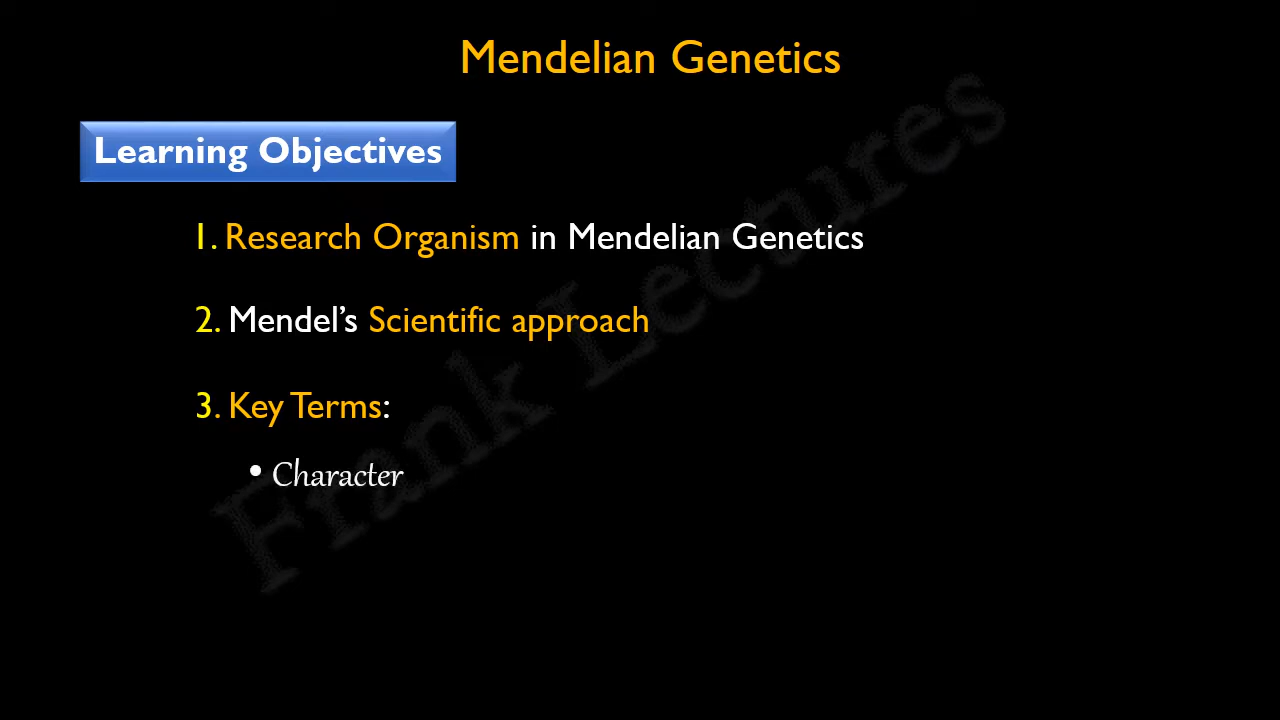 Mendelian Genetics
Learning Objectives
1. Research Organism in Mendelian Genetics
2. Mendel’s Scientific approach
3. Key Terms:
• Character
Frank Lectures